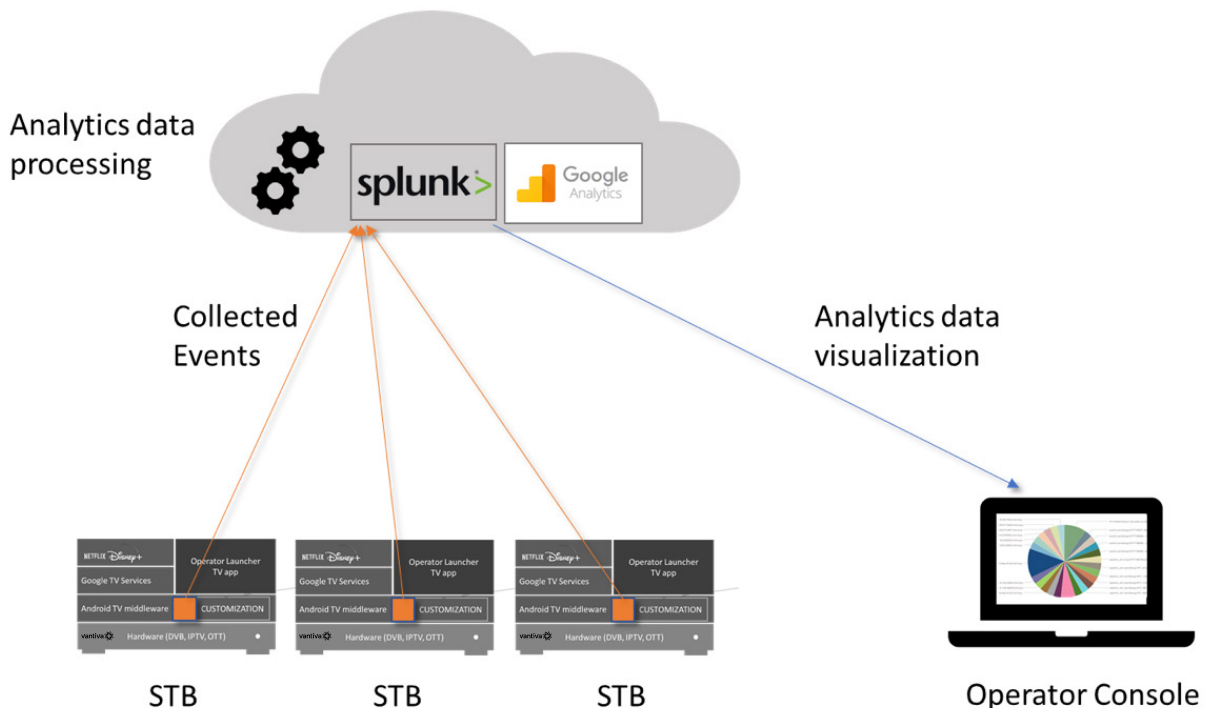 Analytics data
processing
splunk>
Google
Analytics
Collected
Events
Analytics data
visualization
NETFLIX Disney+
Operator Launcher
TV app
Google TV Services
Android TV middleware
CUSTOMIZATION
vantiva
Hardware (DVB, IPTV, OTT)
STB
NETFLIX Disney+
Operator Launcher
TV app
Google TV Services
Android TV middleware
CUSTOMIZATION
vantiva
Hardware (DVB, IPTV, OTT)
STB
NETFLIX Disney+
Operator Launcher
TV app
Google TV Services
Android TV middleware
CUSTOMIZATION
vantiva
Hardware (DVB, IPTV, OTT)
STB
Operator Console